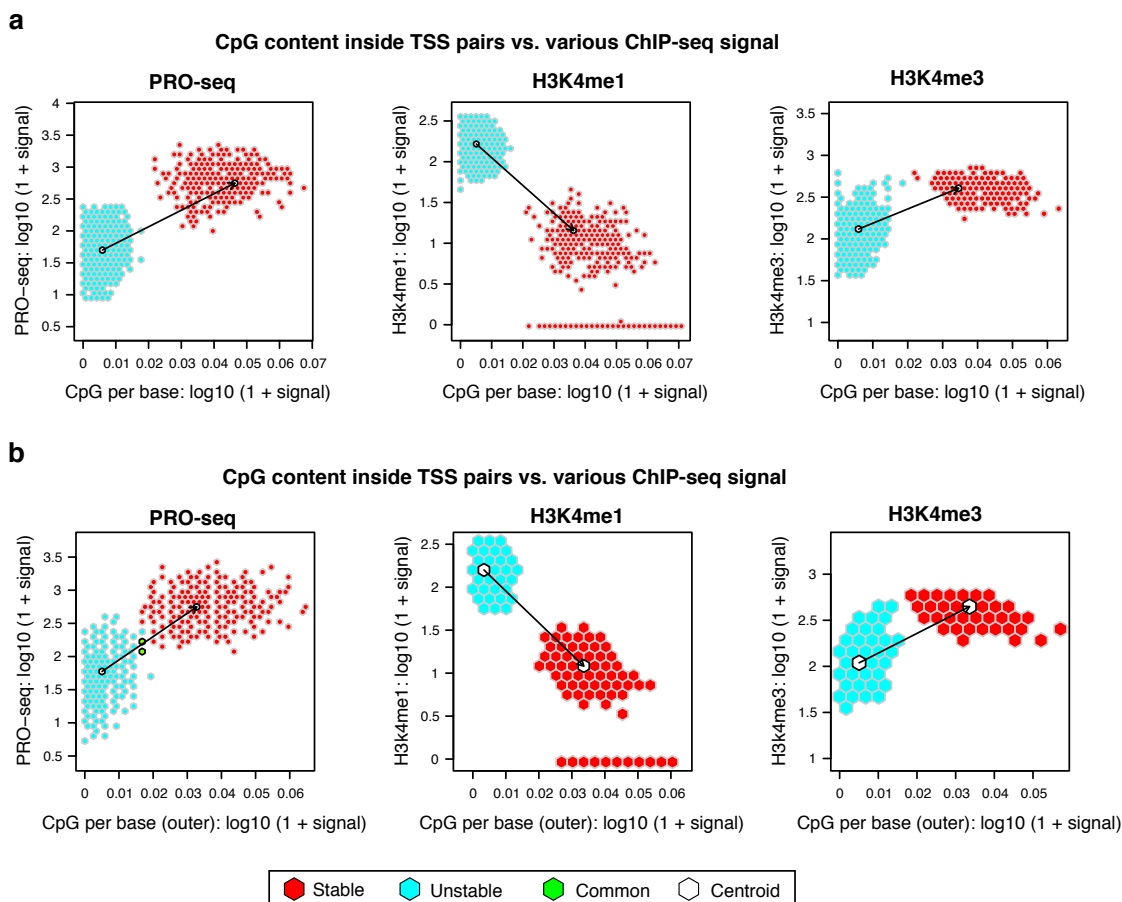 a
CpG content inside TSS pairs vs. various ChIP-seq signal
PRO-seq
H3K4me1
H3K4me3
PRO−seq: log10 (1 + signal)
4
3.5
3
2.5
2
1.5
1
0.5
0 0.01 0.02 0.03 0.04 0.05 0.06 0.07
CpG per base: log10 (1 + signal)
H3k4me1: log10 (1 + signal)
2.5
2
1.5
1
0.5
0
0 0.01 0.02 0.03 0.04 0.05 0.06 0.07
CpG per base: log10 (1 + signal)
H3k4me3: log10 (1 + signal)
3.5
3
2.5
2
1.5
1
0 0.01 0.02 0.03 0.04 0.05 0.06
CpG per base: log10 (1 + signal)
b
CpG content inside TSS pairs vs. various ChIP-seq signal
PRO-seq
H3K4me1
H3K4me3
PRO−seq: log10 (1 + signal)
3.5
3
2.5
2
1.5
1
0.5
0 0.01 0.02 0.03 0.04 0.05 0.06
CpG per base (outer): log10 (1 + signal)
H3k4me1: log10 (1 + signal)
2.5
2
1.5
1
0.5
0
0 0.01 0.02 0.03 0.04 0.05 0.06
CpG per base (outer): log10 (1 + signal)
H3k4me3: log10 (1 + signal)
3
2.5
2
1.5
1
0 0.01 0.02 0.03 0.04 0.05
CpG per base (outer): log10 (1 + signal)
Stable Unstable Common Centroid